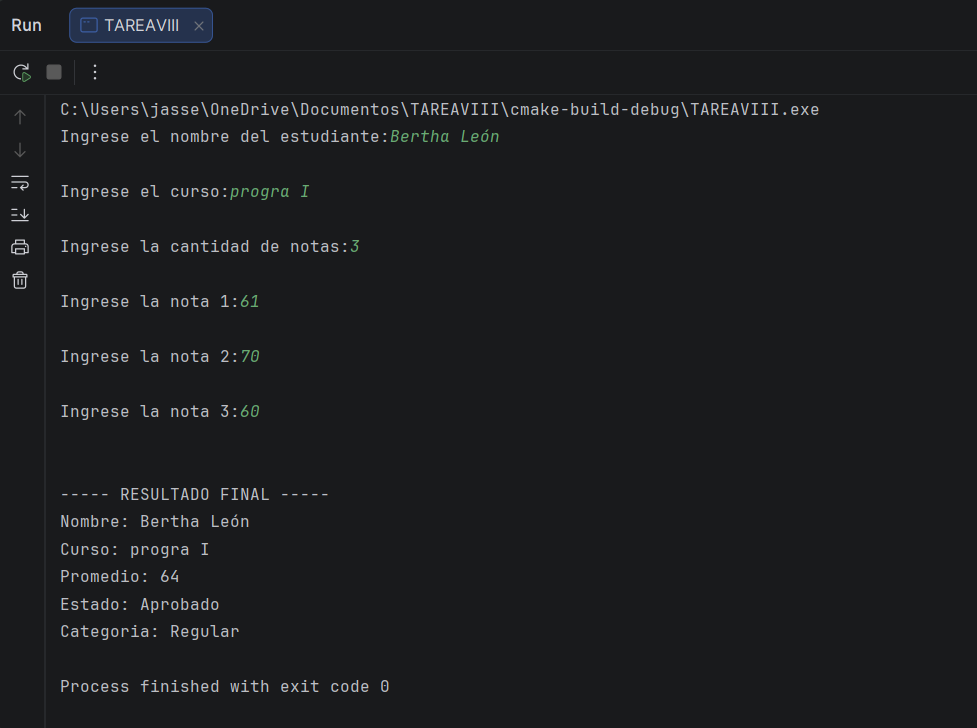 Run TAREAVIII
C:\Users\jasse\OneDrive\Documentos\TAREAVIII\cmake-build-debug\TAREAVIII.exe
Ingrese el nombre del estudiante:Bertha León
Ingrese el curso:progra I
Ingrese la cantidad de notas:3
Ingrese la nota 1:61
Ingrese la nota 2:70
Ingrese la nota 3:60
----- RESULTADO FINAL -----
Nombre: Bertha León
Curso: progra I
Promedio: 64
Estado: Aprobado
Categoria: Regular
Process finished with exit code 0